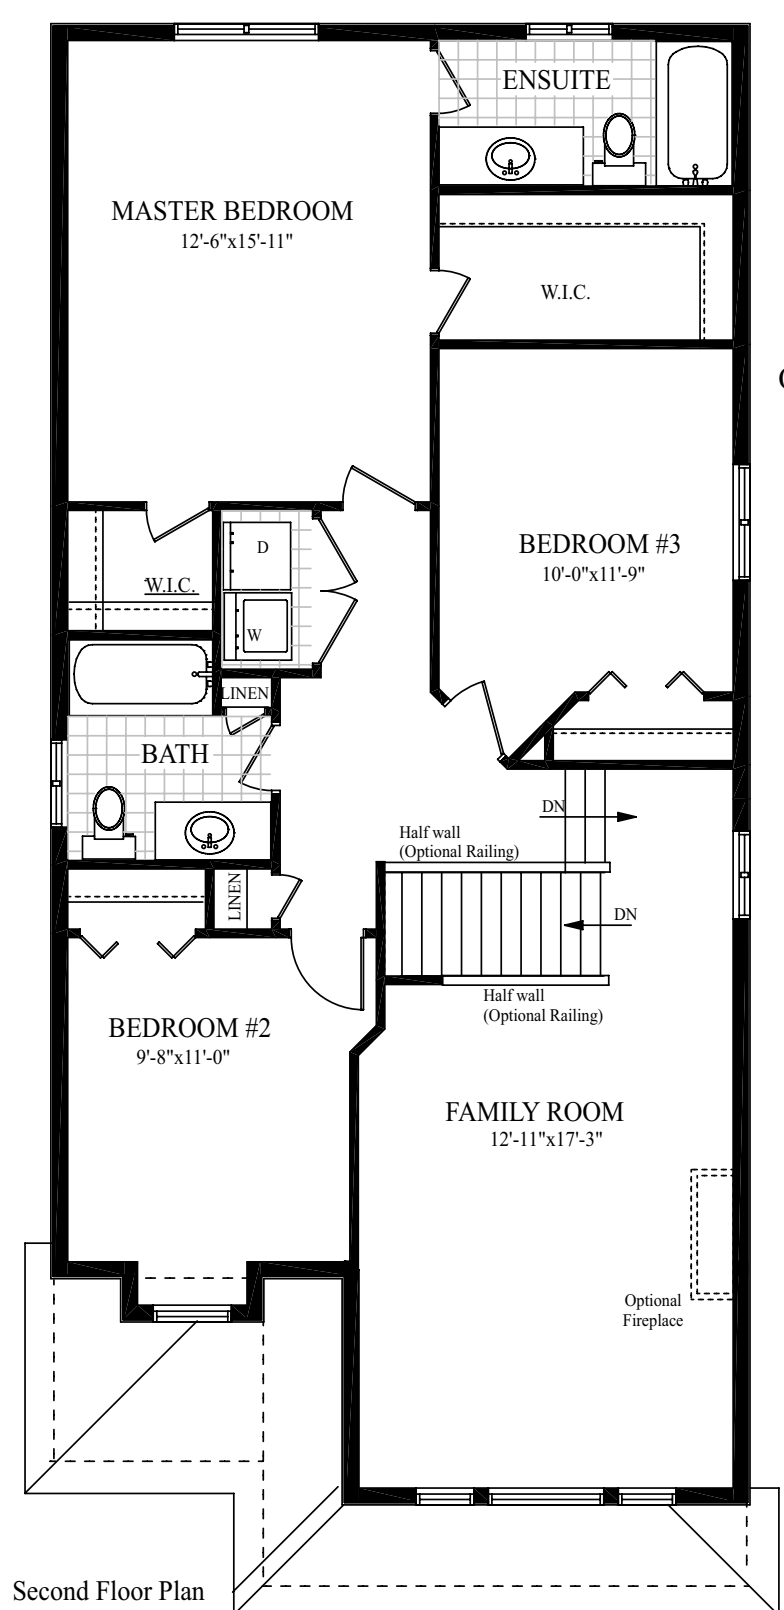 ENSUITE
MASTER BEDROOM
12'-6"x15'-11"
W.I.C.
BEDROOM #3
10'-0"x11'-9"
D
W.I.C.
W
LINEN
BATH
DN
Half wall
(Optional Railing)
LINEN
DN
Half wall
(Optional Railing)
BEDROOM #2
9'-8"x11'-0"
FAMILY ROOM
12'-11"x17'-3"
Optional
Fireplace
Second Floor Plan